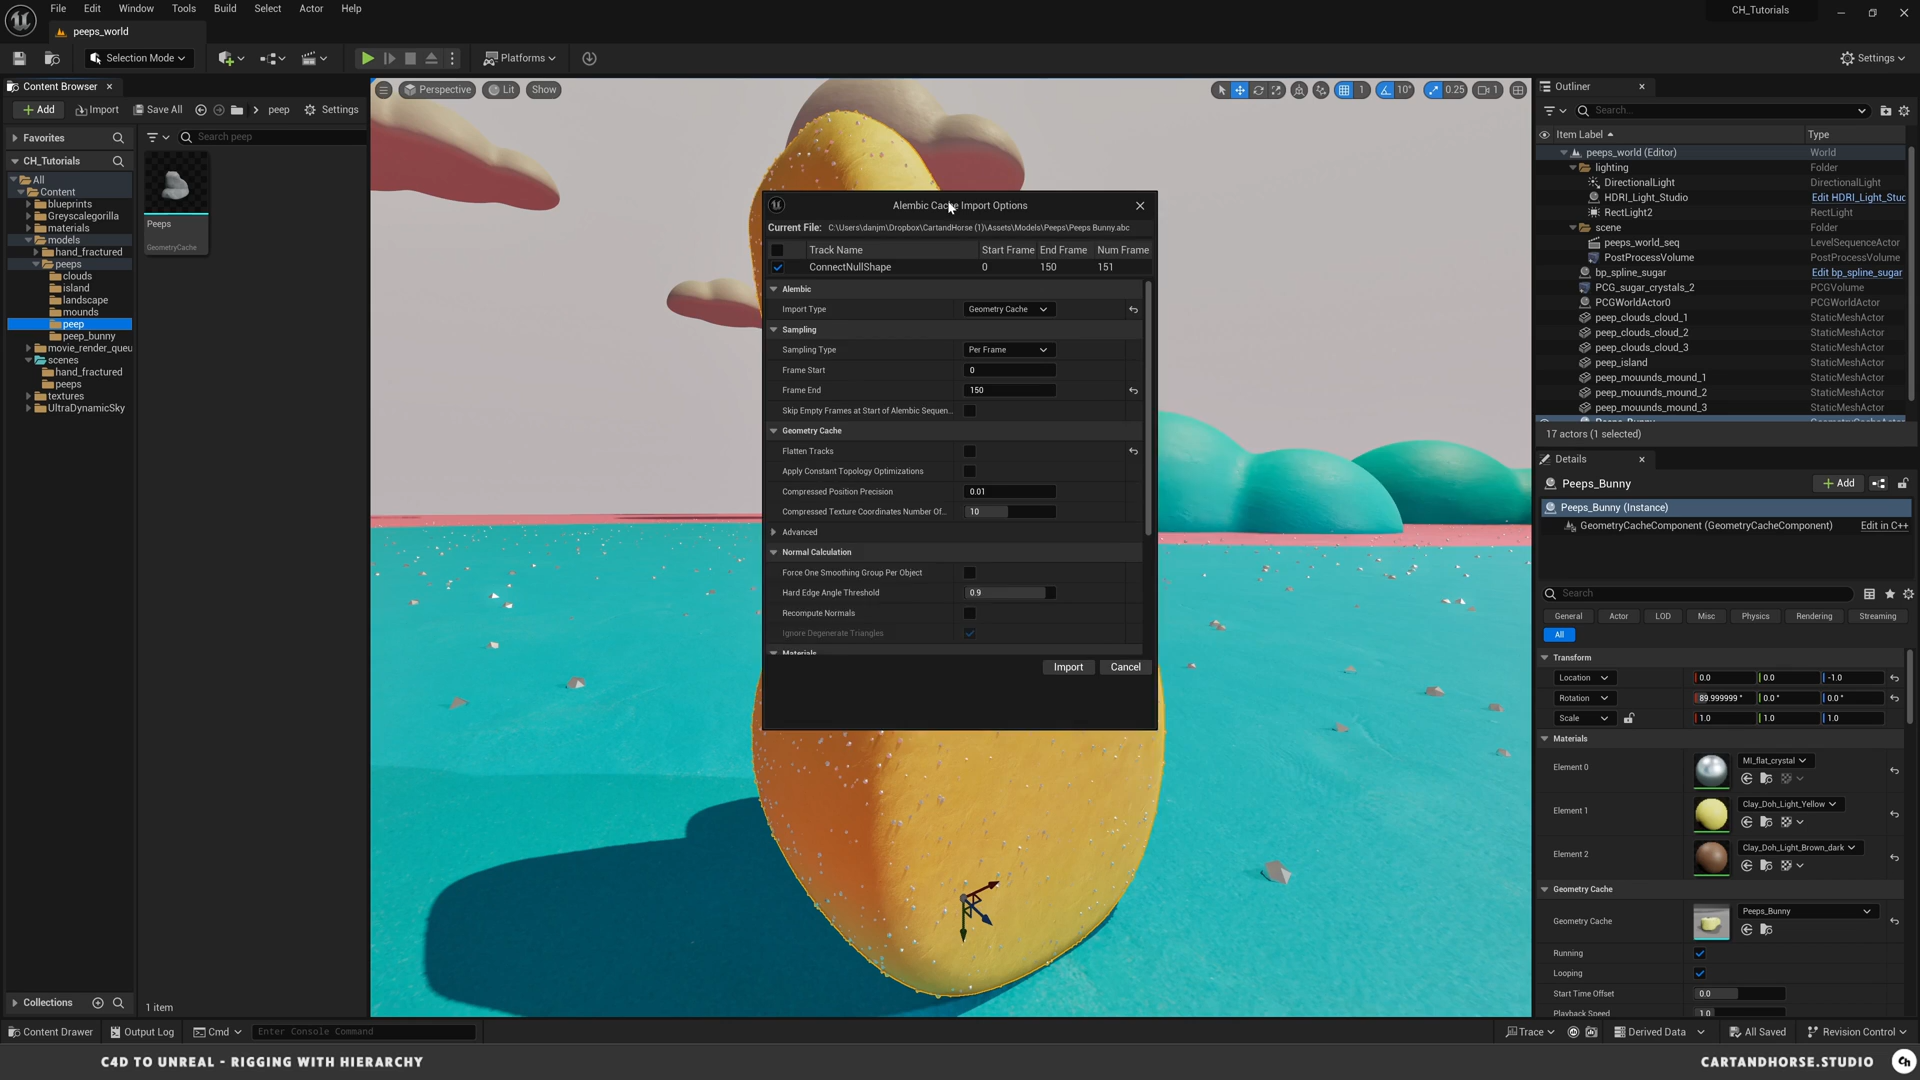 File Edit Window Tools Build Select Actor Help
CH_Tutorials
peeps_world
Selection Mode
Platforms
Settings
Content Browser
Add
Import
Save All
peep
Settings
Favorites
Search peep
CH_Tutorials
All
Content
blueprints
Greyscalegorilla
materials
models
hand_fractured
peeps
clouds
island
landscape
mounds
peep
peep_bunny
movie_render_queu
scenes
hand_fractured
peeps
textures
UltraDynamicSky
Collections
Peeps
GeometryCache
1 item
Perspective
Lit
Show
1
10°
0.25
1
Alembic Cache Import Options
Current File: C:\Users\danjm\Dropbox\CartandHorse (1)\Assets\Models\Peeps\Peeps Bunny.abc
Track Name Start Frame End Frame Num Frame
ConnectNullShape 0 150 151
Alembic
Import Type Geometry Cache
Sampling
Sampling Type Per Frame
Frame Start 0
Frame End 150
Skip Empty Frames at Start of Alembic Sequen...
Geometry Cache
Flatten Tracks
Apply Constant Topology Optimizations
Compressed Position Precision 0.01
Compressed Texture Coordinates Number Of... 10
Advanced
Normal Calculation
Force One Smoothing Group Per Object
Hard Edge Angle Threshold 0.9
Recompute Normals
Ignore Degenerate Triangles
Materials
Import Cancel
Outliner
Search...
Item Label Type
peeps_world (Editor) World
lighting Folder
DirectionalLight DirectionalLight
HDRI_Light_Studio Edit HDRI_Light_Stuc
RectLight2 RectLight
scene Folder
peeps_world_seq LevelSequenceActor
PostProcessVolume PostProcessVolume
bp_spline_sugar Edit bp_spline_sugar
PCG_sugar_crystals_2 PCGVolume
PCGWorldActor0 PCGWorldActor
peep_clouds_cloud_1 StaticMeshActor
peep_clouds_cloud_2 StaticMeshActor
peep_clouds_cloud_3 StaticMeshActor
peep_island StaticMeshActor
peep_mouunds_mound_1 StaticMeshActor
peep_mouunds_mound_2 StaticMeshActor
peep_mouunds_mound_3 StaticMeshActor
17 actors (1 selected)
Details
Peeps_Bunny
Add
Peeps_Bunny (Instance)
GeometryCacheComponent (GeometryCacheComponent) Edit in C++
Search
General Actor LOD Misc Physics Rendering Streaming
All
Transform
Location 0.0 0.0 -1.0
Rotation 89.999999 ° 0.0 ° 0.0 °
Scale 1.0 1.0 1.0
Materials
Element 0 MI_flat_crystal
Element 1 Clay_Doh_Light_Yellow
Element 2 Clay_Doh_Light_Brown_dark
Geometry Cache
Geometry Cache Peeps_Bunny
Running
Looping
Start Time Offset 0.0
Playback Speed 1.0
Content Drawer Output Log Cmd Enter Console Command Trace Derived Data All Saved Revision Control
C4D TO UNREAL - RIGGING WITH HIERARCHY
CARTANDHORSE.STUDIO